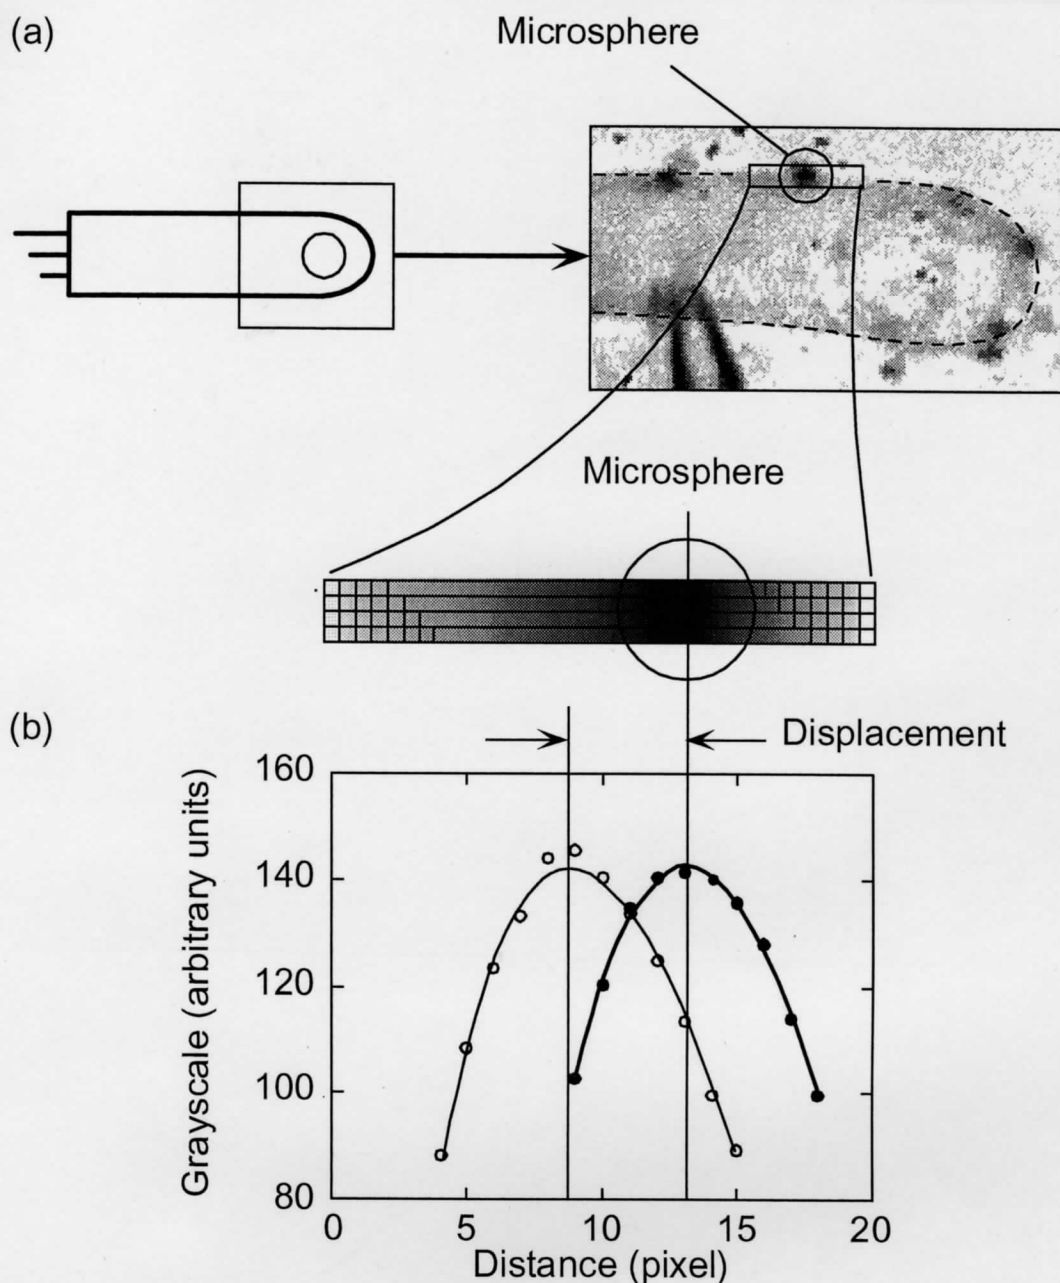 (a)
Microsphere
Microsphere
(b)
Displacement
Grayscale (arbitrary units)
160
140
120
100
80
0 5 10 15 20
Distance (pixel)